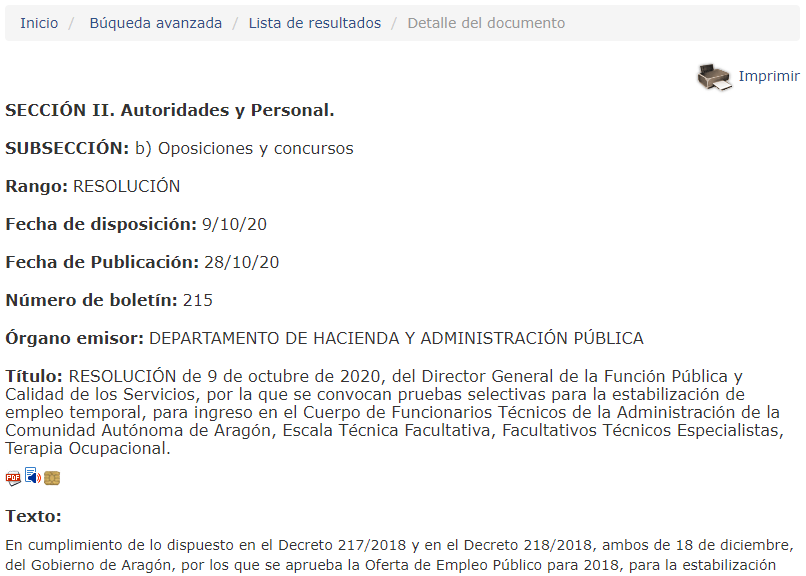 Inicio / Búqueda avanzada / Lista de resultados / Detalle del documento
Imprimir
SECCIÓN II. Autoridades y Personal.
SUBSECCIÓN: b) Oposiciones y concursos
Rango: RESOLUCIÓN
Fecha de disposición: 9/10/20
Fecha de Publicación: 28/10/20
Número de boletín: 215
Órgano emisor: DEPARTAMENTO DE HACIENDA Y ADMINISTRACIÓN PÚBLICA
Título: RESOLUCIÓN de 9 de octubre de 2020, del Director General de la Función Pública y
Calidad de los Servicios, por la que se convocan pruebas selectivas para la estabilización de
empleo temporal, para ingreso en el Cuerpo de Funcionarios Técnicos de la Administración de la
Comunidad Autónoma de Aragón, Escala Técnica Facultativa, Facultativos Técnicos Especialistas,
Terapia Ocupacional.
PDF
Texto:
En cumplimiento de lo dispuesto en el Decreto 217/2018 y en el Decreto 218/2018, ambos de 18 de diciembre,
del Gobierno de Aragón, por los que se aprueba la Oferta de Empleo Público para 2018, para la estabilización